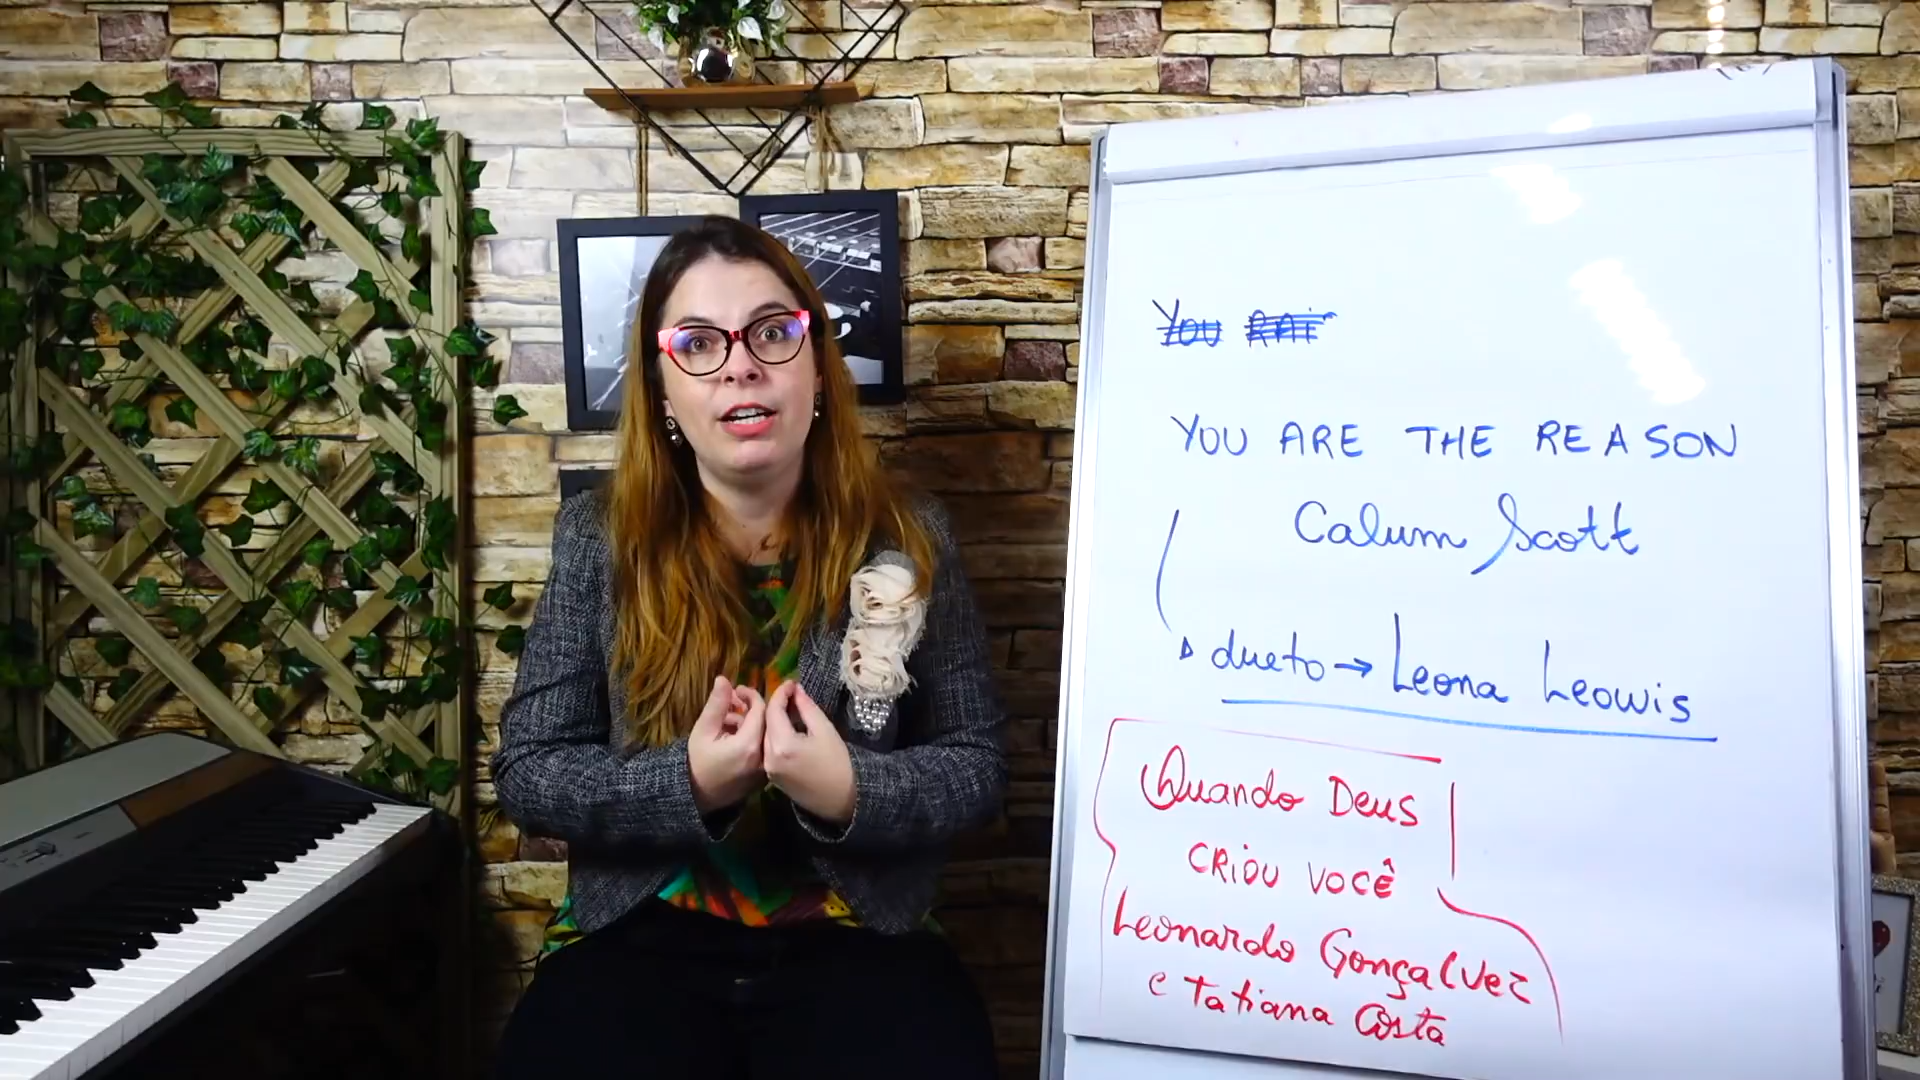 YOU ARE THE REASON
Calum Scott
dueto → Leona Leowis
Quando Deus
CRIOU VOCÊ
Leonardo Gonçalvez
e Tatiana Costa